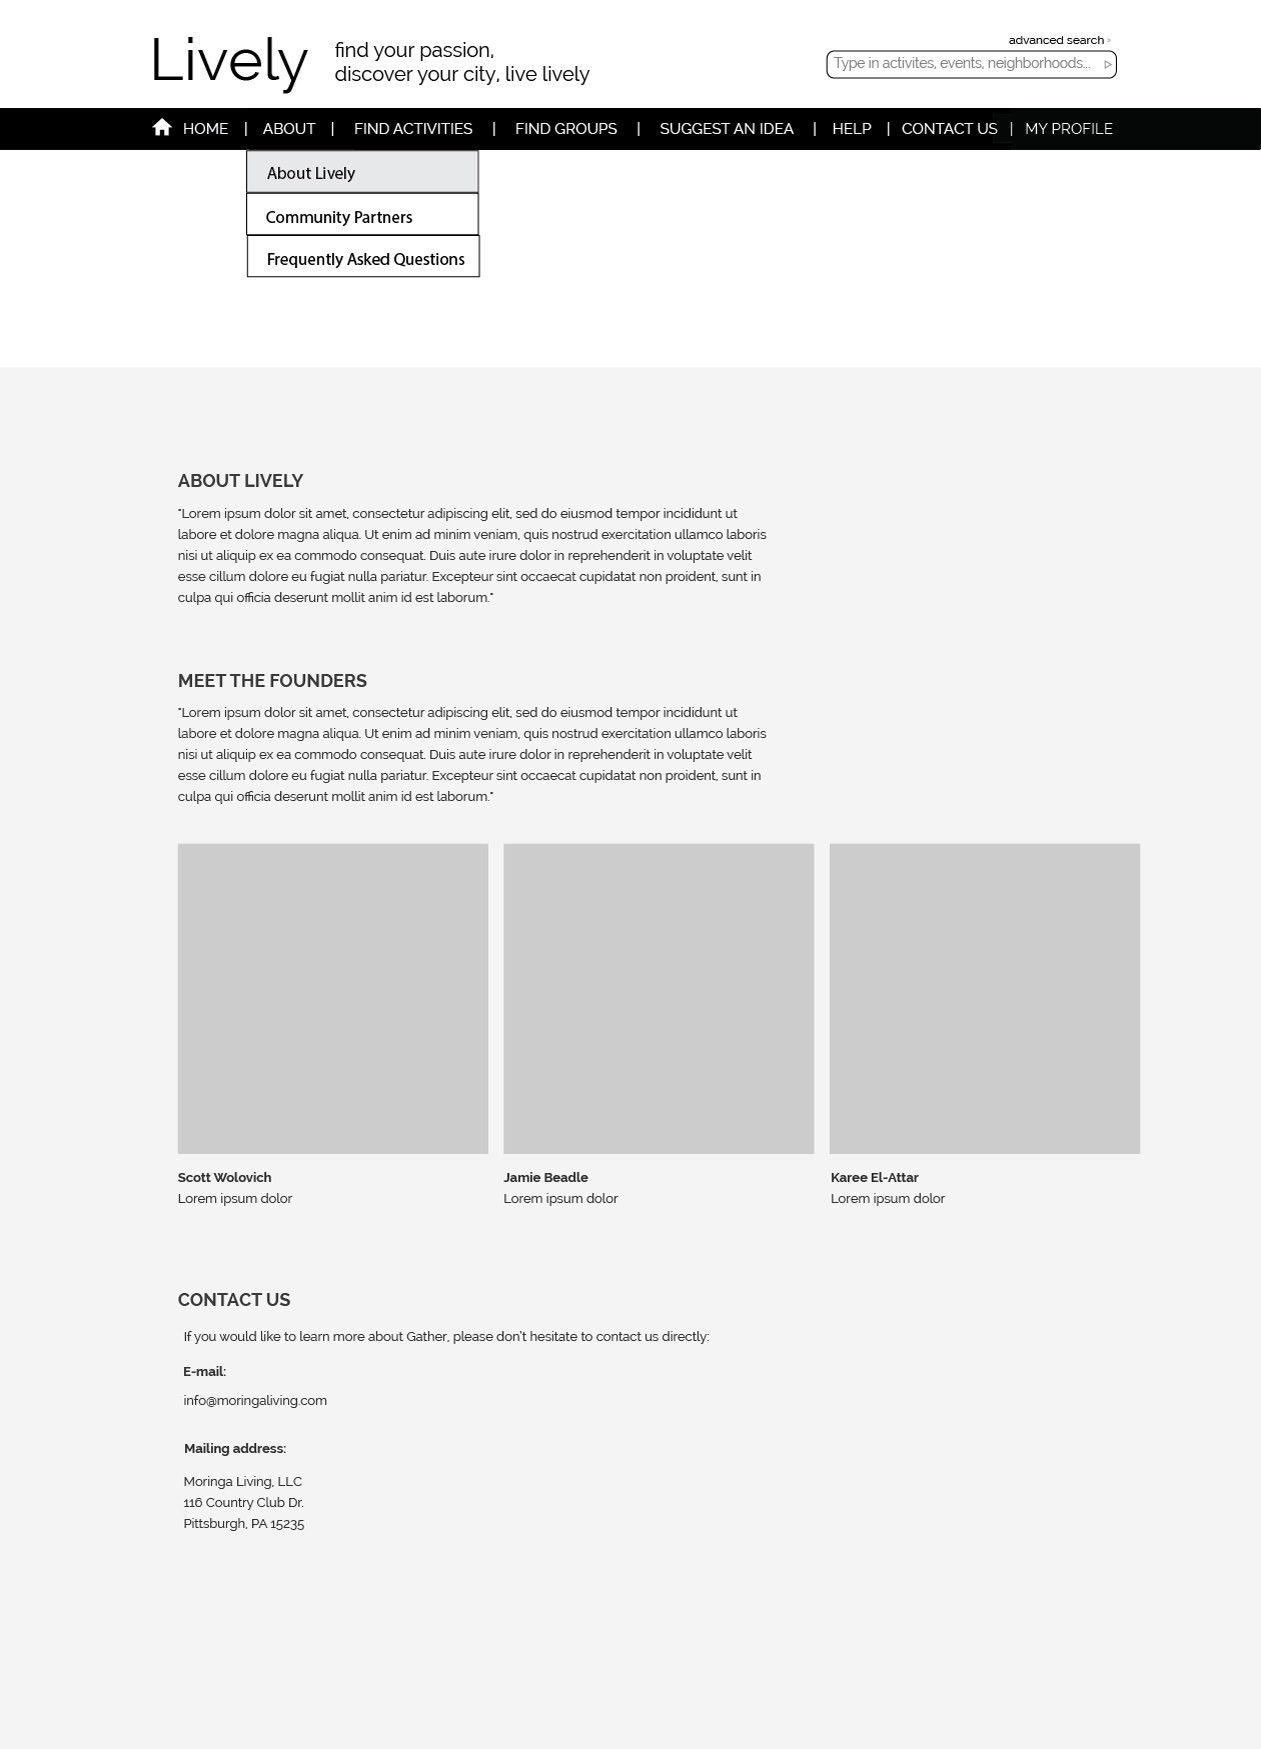 Lively
find your passion,
discover your city, live lively
advanced search »
Type in activites, events, neighborhoods...
HOME | ABOUT | FIND ACTIVITIES | FIND GROUPS | SUGGEST AN IDEA | HELP | CONTACT US | MY PROFILE
About Lively
Community Partners
Frequently Asked Questions
ABOUT LIVELY
"Lorem ipsum dolor sit amet, consectetur adipiscing elit, sed do eiusmod tempor incididunt ut
labore et dolore magna aliqua. Ut enim ad minim veniam, quis nostrud exercitation ullamco laboris
nisi ut aliquip ex ea commodo consequat. Duis aute irure dolor in reprehenderit in voluptate velit
esse cillum dolore eu fugiat nulla pariatur. Excepteur sint occaecat cupidatat non proident, sunt in
culpa qui officia deserunt mollit anim id est laborum."
MEET THE FOUNDERS
"Lorem ipsum dolor sit amet, consectetur adipiscing elit, sed do eiusmod tempor incididunt ut
labore et dolore magna aliqua. Ut enim ad minim veniam, quis nostrud exercitation ullamco laboris
nisi ut aliquip ex ea commodo consequat. Duis aute irure dolor in reprehenderit in voluptate velit
esse cillum dolore eu fugiat nulla pariatur. Excepteur sint occaecat cupidatat non proident, sunt in
culpa qui officia deserunt mollit anim id est laborum."
Scott Wolovich
Lorem ipsum dolor
Jamie Beadle
Lorem ipsum dolor
Karee El-Attar
Lorem ipsum dolor
CONTACT US
If you would like to learn more about Gather, please don't hesitate to contact us directly:
E-mail:
info@moringaliving.com
Mailing address:
Moringa Living, LLC
116 Country Club Dr.
Pittsburgh, PA 15235